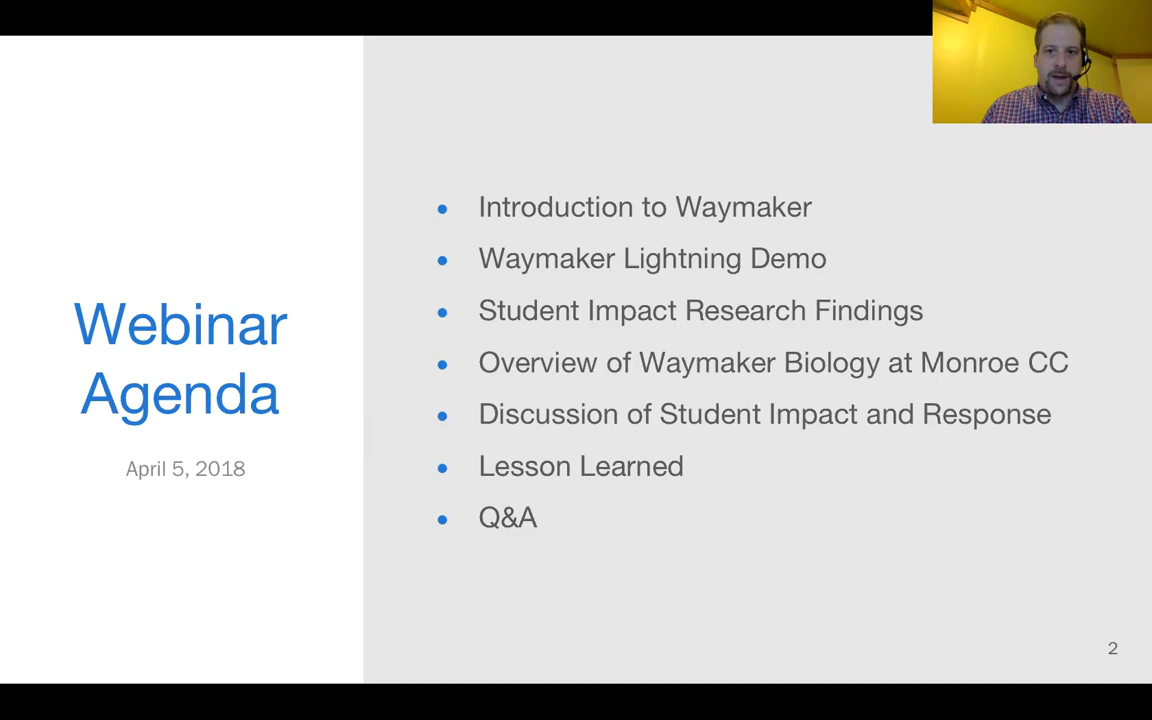 Webinar
Agenda
April 5, 2018
• Introduction to Waymaker
• Waymaker Lightning Demo
• Student Impact Research Findings
• Overview of Waymaker Biology at Monroe CC
• Discussion of Student Impact and Response
• Lesson Learned
• Q&A
2